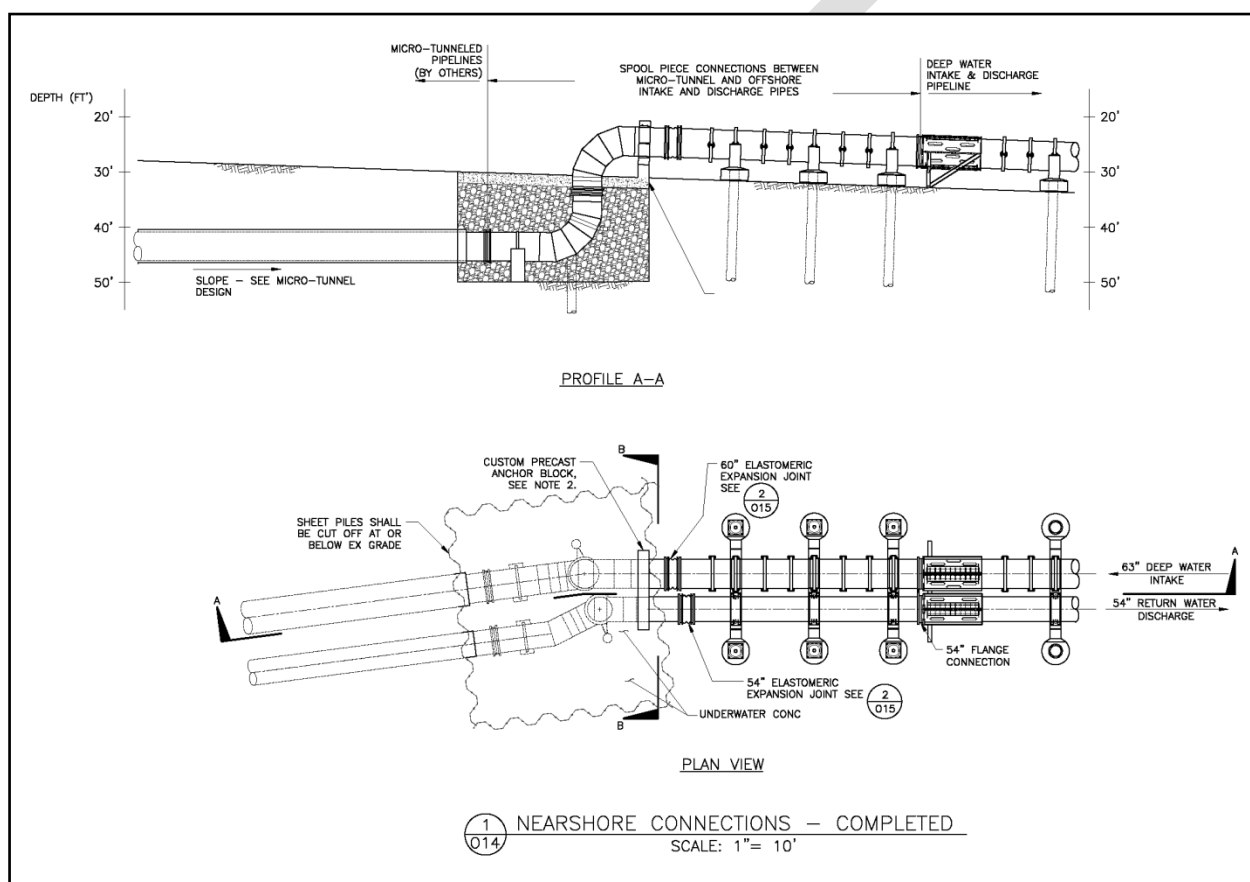 MICRO-TUNNELED
PIPELINES
(BY OTHERS)
SPOOL PIECE CONNECTIONS BETWEEN
MICRO-TUNNEL AND OFFSHORE
INTAKE AND DISCHARGE PIPES
DEEP WATER
INTAKE & DISCHARGE
PIPELINE
DEPTH (FT')
20'
30'
40'
50'
20'
30'
40'
50'
SLOPE - SEE MICRO-TUNNEL
DESIGN
PROFILE A-A
B
CUSTOM PRECAST
ANCHOR BLOCK,
SEE NOTE 2.
60" ELASTOMERIC
EXPANSION JOINT
SEE
2
015
SHEET PILES SHALL
BE CUT OFF AT OR
BELOW EX GRADE
A
63" DEEP WATER
INTAKE
A
54" RETURN WATER
DISCHARGE
54" FLANGE
CONNECTION
54" ELASTOMERIC
EXPANSION JOINT SEE
2
015
UNDERWATER CONC
B
PLAN VIEW
1
014
NEARSHORE CONNECTIONS - COMPLETED
SCALE: 1"= 10'